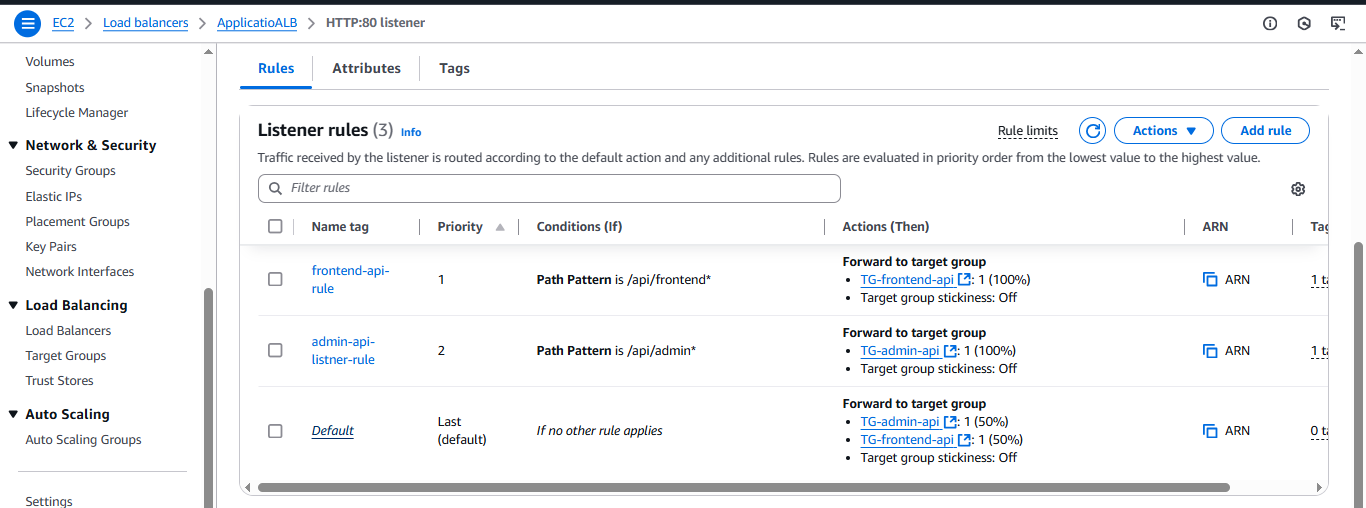 EC2 > Load balancers > ApplicatioALB > HTTP:80 listener
Volumes
Snapshots
Lifecycle Manager
Network & Security
Security Groups
Elastic IPs
Placement Groups
Key Pairs
Network Interfaces
Load Balancing
Load Balancers
Target Groups
Trust Stores
Auto Scaling
Auto Scaling Groups
Settings
Rules Attributes Tags
Listener rules (3) Info
Rule limits Actions Add rule
Traffic received by the listener is routed according to the default action and any additional rules. Rules are evaluated in priority order from the lowest value to the highest value.
Filter rules
Name tag Priority Conditions (If) Actions (Then) ARN
frontend-api-
rule
1
Path Pattern is /api/frontend*
Forward to target group
• TG-frontend-api : 1 (100%)
• Target group stickiness: Off
ARN
1 ta
admin-api-
listner-rule
2
Path Pattern is /api/admin*
Forward to target group
• TG-admin-api : 1 (100%)
• Target group stickiness: Off
ARN
1 ta
Default
Last
(default)
If no other rule applies
Forward to target group
• TG-admin-api : 1 (50%)
• TG-frontend-api : 1 (50%)
• Target group stickiness: Off
ARN
0 ta